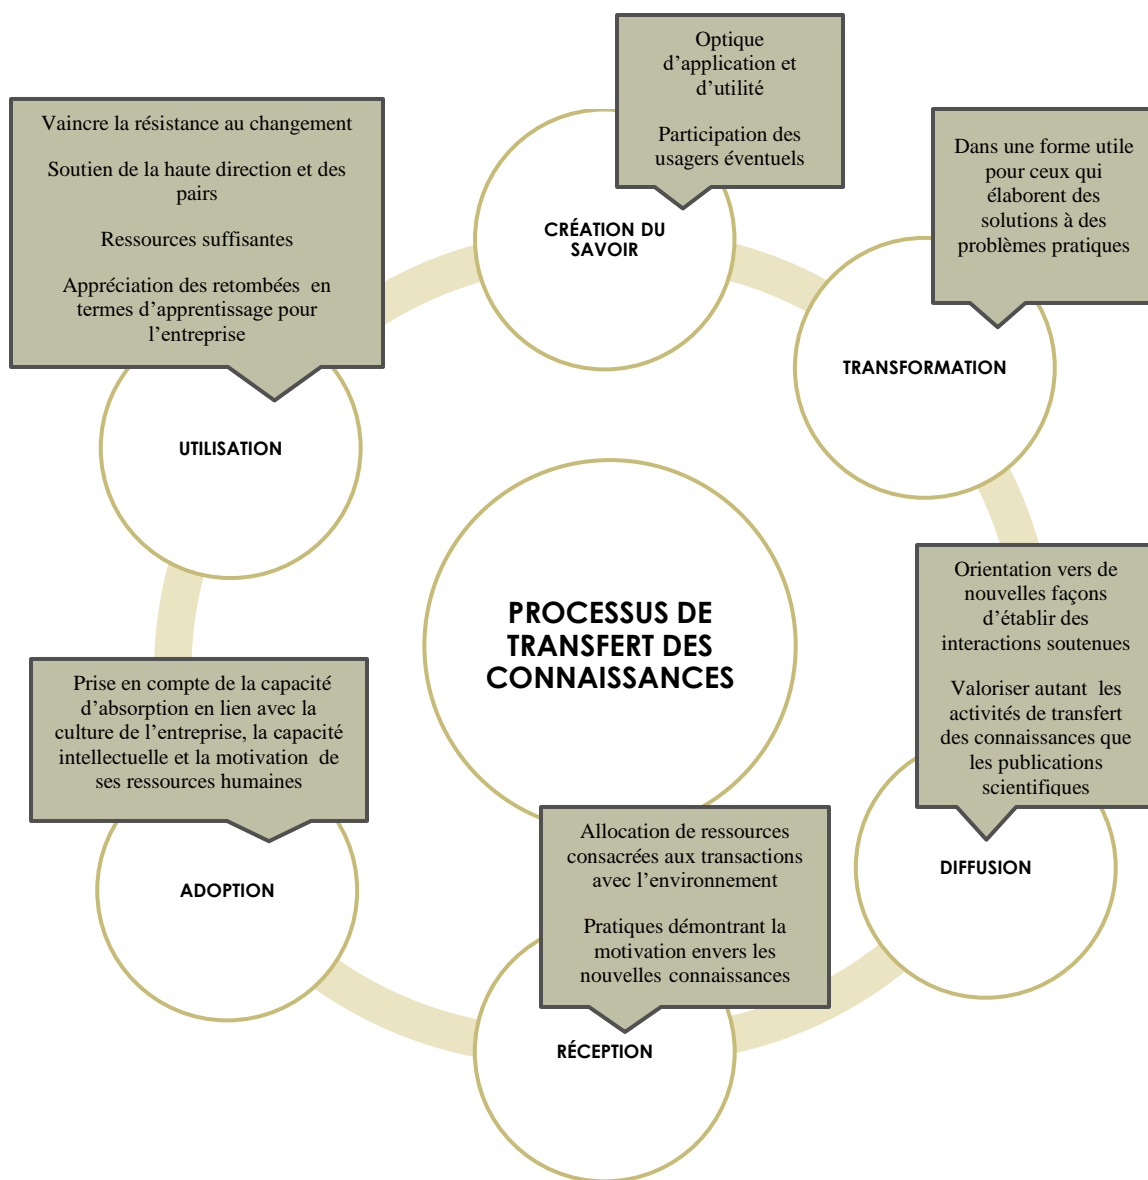 Optique
d’application et
d’utilité
Participation des
usagers éventuels
CRÉATION DU
SAVOIR
Dans une forme utile
pour ceux qui
élaborent des
solutions à des
problèmes pratiques
TRANSFORMATION
Orientation vers de
nouvelles façons
d’établir des
interactions soutenues
Valoriser autant les
activités de transfert
des connaissances que
les publications
scientifiques
DIFFUSION
Allocation de ressources
consacrées aux transactions
avec l’environnement
Pratiques démontrant la
motivation envers les
nouvelles connaissances
RÉCEPTION
Prise en compte de la capacité
d’absorption en lien avec la
culture de l’entreprise, la capacité
intellectuelle et la motivation de
ses ressources humaines
ADOPTION
Vaincre la résistance au changement
Soutien de la haute direction et des
pairs
Ressources suffisantes
Appréciation des retombées en
termes d’apprentissage pour
l’entreprise
UTILISATION
PROCESSUS DE
TRANSFERT DES
CONNAISSANCES